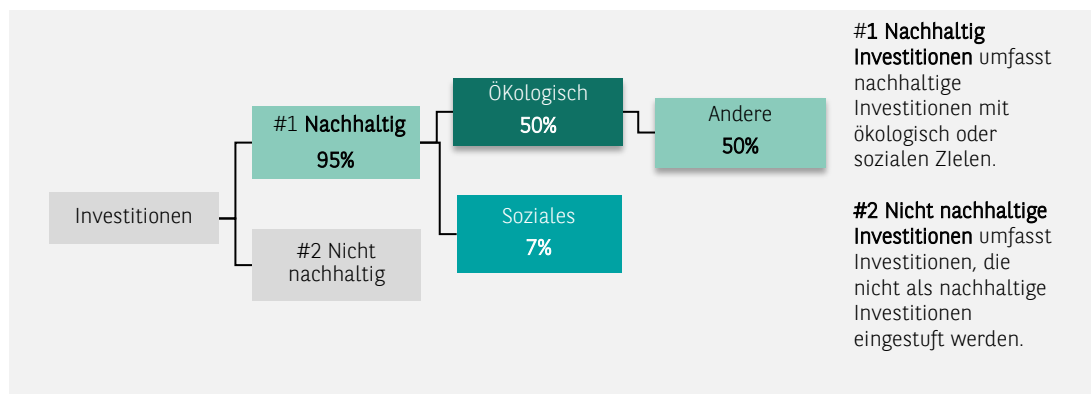 Investitionen
#1 Nachhaltig
95%
#2 Nicht
nachhaltig
ÖKologisch
50%
Soziales
7%
Andere
50%
#1 Nachhaltig
Investitionen umfasst
nachhaltige
Investitionen mit
ökologisch oder
sozialen ZIelen.
#2 Nicht nachhaltige
Investitionen umfasst
Investitionen, die
nicht als nachhaltige
Investitionen
eingestuft werden.